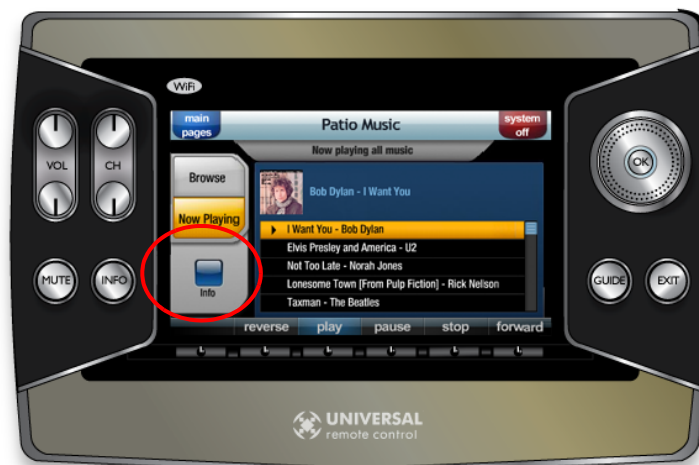 WiFi
main
pages
Patio Music
system
off
Now playing all music
VOL
CH
OK
Browse
Bob Dylan - I Want You
Now Playing
I Want You - Bob Dylan
Elvis Presley and America - U2
Not Too Late - Norah Jones
Lonesome Town [From Pulp Fiction] - Rick Nelson
Taxman - The Beatles
Info
MUTE
INFO
GUIDE
EXIT
reverse play pause stop forward
UNIVERSAL
remote control